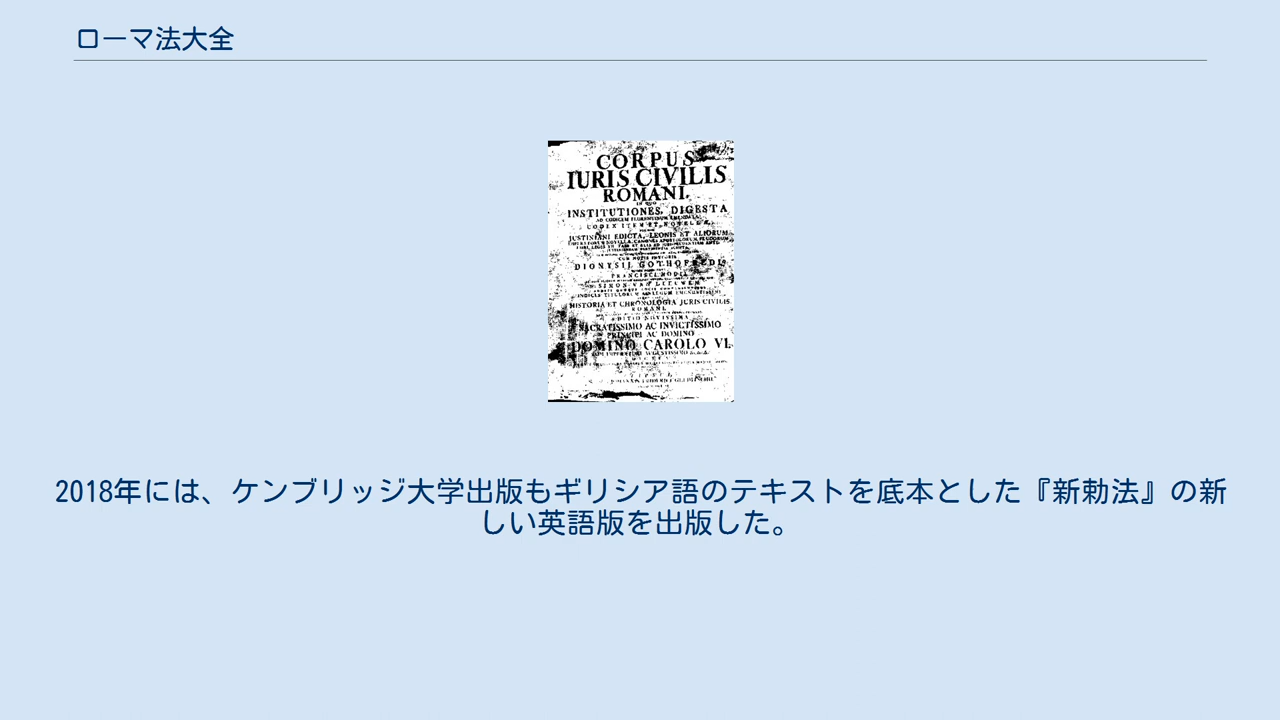 ローマ法大全
CORPUS
IURIS CIVILIS
ROMANI,
INSTITUTIONES, DIGESTA
CODEX ITEM ET NOVELLÆ,
JUSTINIANI EDICTA, LEONIS ET ALIORUM
DIONYSII GOTHOFREDI
FRANCISCI MODII
SIMON VAN LEEUWEN
HISTORIA ET CHRONOLOGIA JURIS CIVILIS
ROMANI,
EDITIO NOVISSIMA
SACRATISSIMO AC INVICTISSIMO
PRINCIPI AC DOMINO
DOMINO CAROLO VI.
2018年には、ケンブリッジ大学出版もギリシア語のテキストを底本とした『新勅法』の新
しい英語版を出版した。